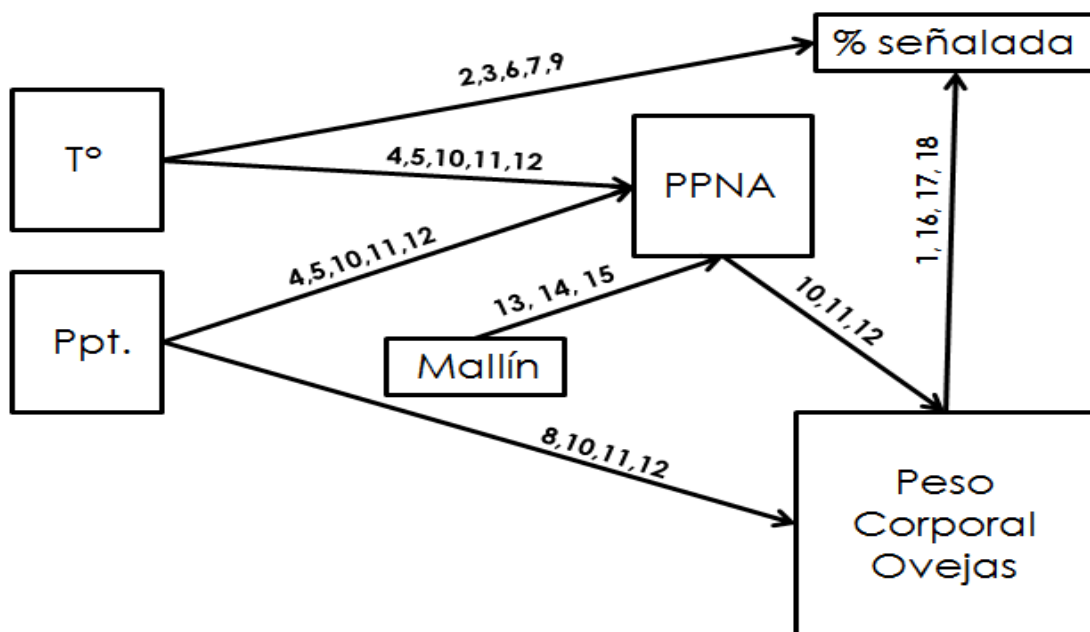 % señalada
2,3,6,7,9
Tº
4,5,10,11,12
PPNA
4,5,10,11,12
1, 16, 17, 18
13, 14, 15
10,11,12
Ppt.
Mallín
8,10,11,12
Peso
Corporal
Ovejas